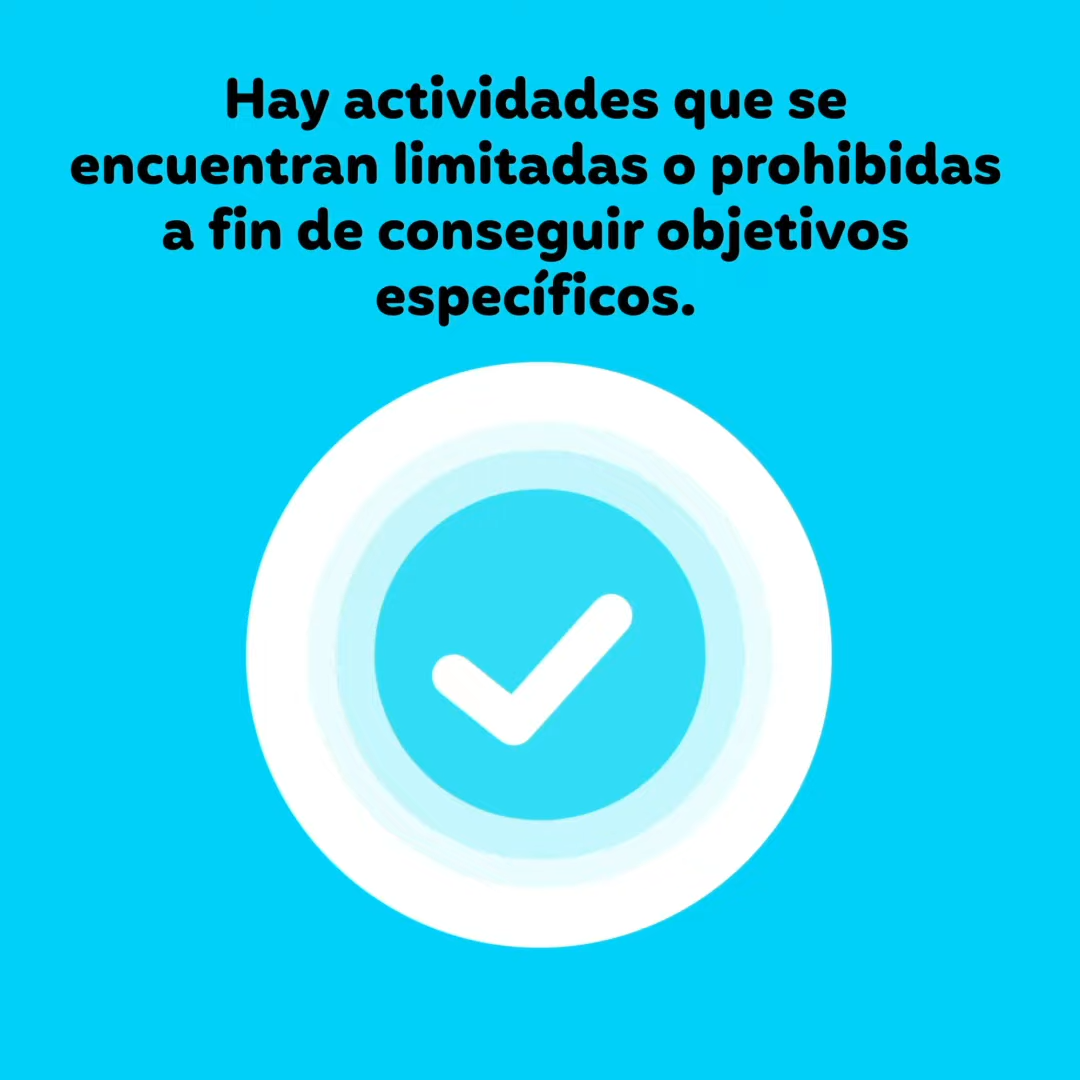 Hay actividades que se
encuentran limitadas o prohibidas
a fin de conseguir objetivos
específicos.